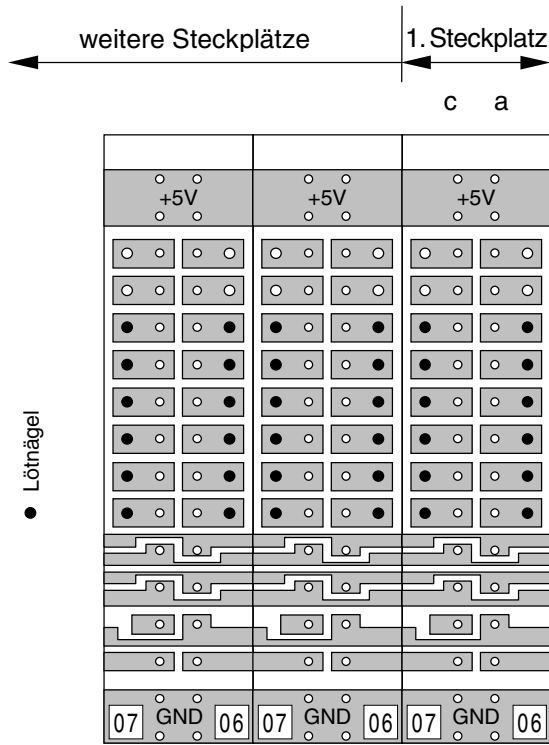 weitere Steckplätze 1. Steckplatz
c a
+5V +5V +5V
Lötnägel
07 GND 06 07 GND 06 07 GND 06